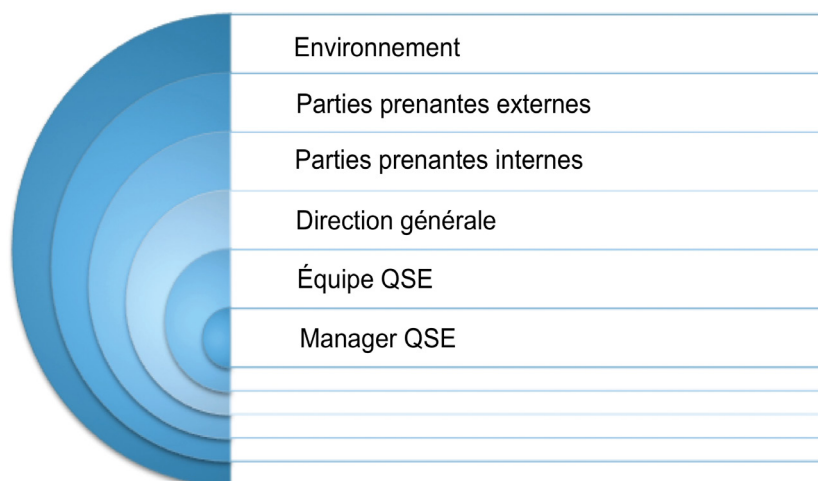 Environnement
Parties prenantes externes
Parties prenantes internes
Direction générale
Équipe QSE
Manager QSE